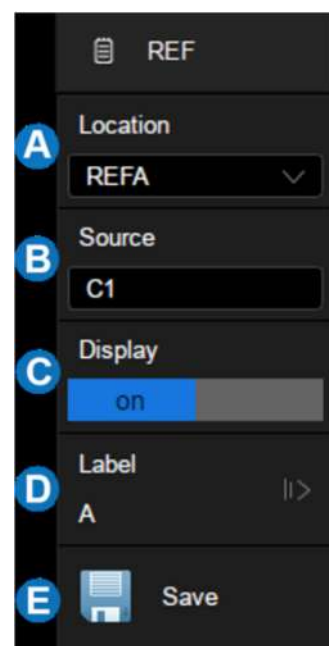 REF
A
Location
REFA
B
Source
C1
C
Display
on
D
Label
A
E
Save